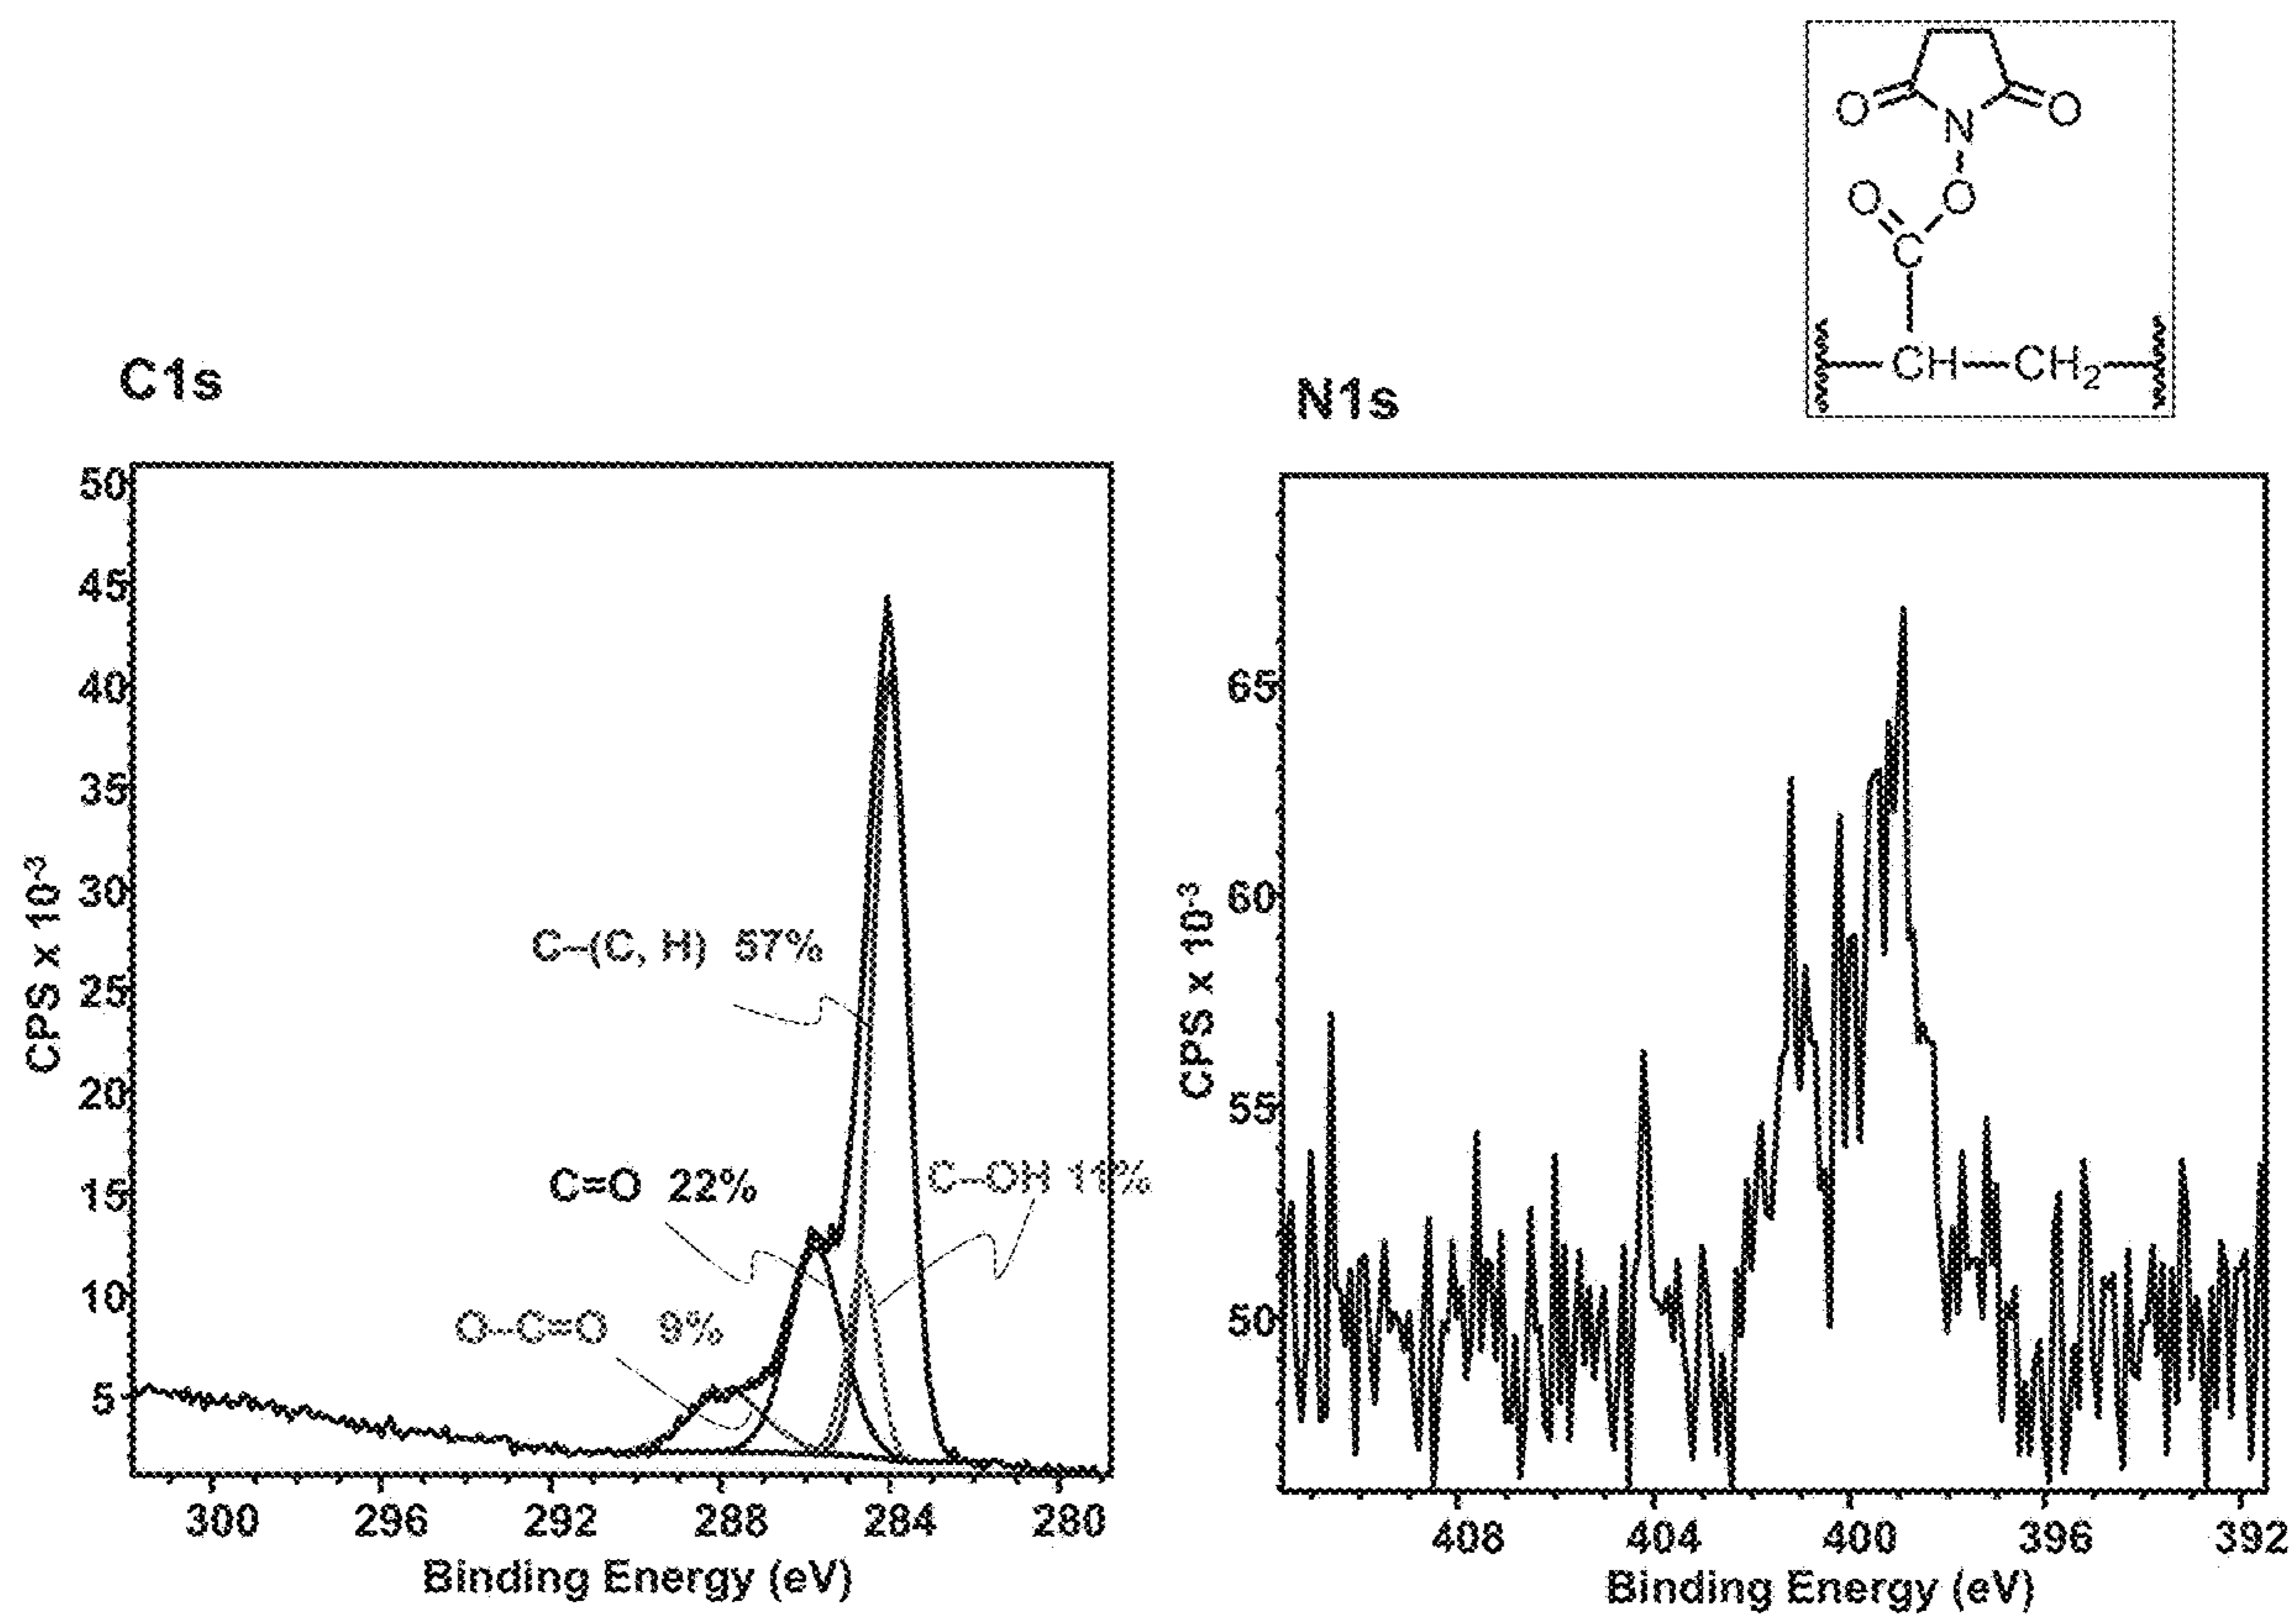 O
O
N
O
O
C
CH
CH₂
C1s
N1s
50
45
40
35
30
25
20
15
10
5
CPS x 10⁻³
C–(C, H) 57%
C=O 22%
C–OH 11%
O–C=O 9%
300 296 292 288 284 280
Binding Energy (eV)
65
60
55
50
CPS x 10⁻³
408 404 400 396 392
Binding Energy (eV)